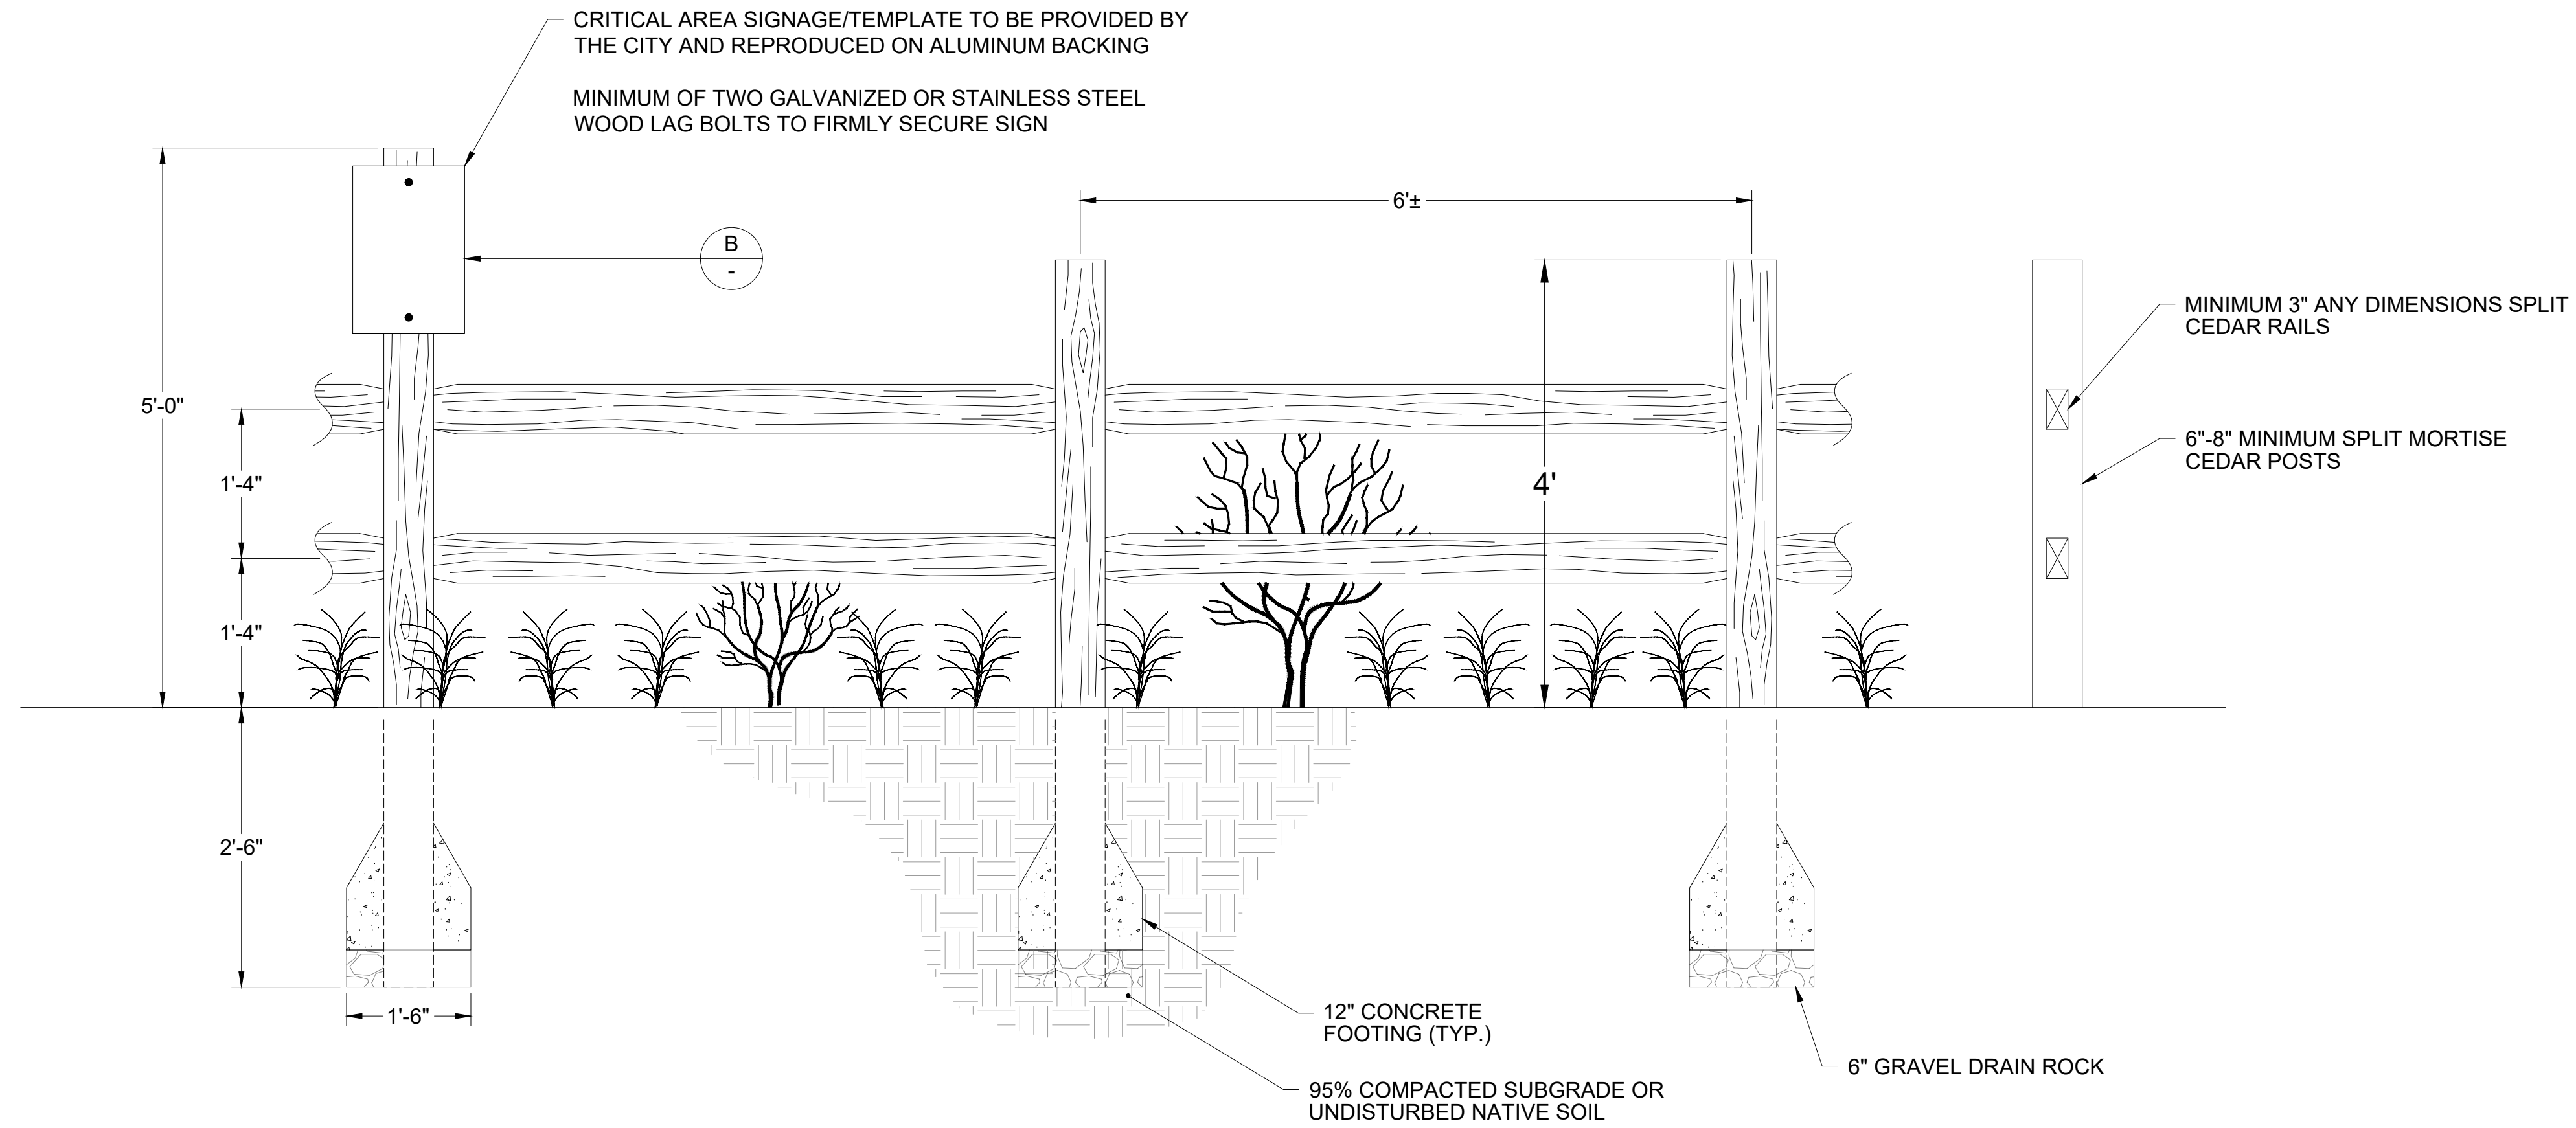 CRITICAL AREA SIGNAGE/TEMPLATE TO BE PROVIDED BY
THE CITY AND REPRODUCED ON ALUMINUM BACKING
MINIMUM OF TWO GALVANIZED OR STAINLESS STEEL
WOOD LAG BOLTS TO FIRMLY SECURE SIGN
6'±
B
-
MINIMUM 3" ANY DIMENSIONS SPLIT
CEDAR RAILS
5'-0"
6"-8" MINIMUM SPLIT MORTISE
CEDAR POSTS
1'-4"
4'
1'-4"
2'-6"
1'-6"
12" CONCRETE
FOOTING (TYP.)
6" GRAVEL DRAIN ROCK
95% COMPACTED SUBGRADE OR
UNDISTURBED NATIVE SOIL